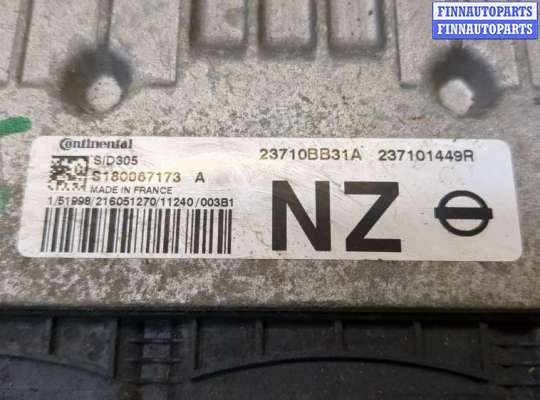 FINNAUTOPARTS
FINNAUTOPARTS
Continental
S/D305
S180067173 A
MADE IN FRANCE
1/51998/216051270/11240/003B1
23710BB31A 237101449R
NZ